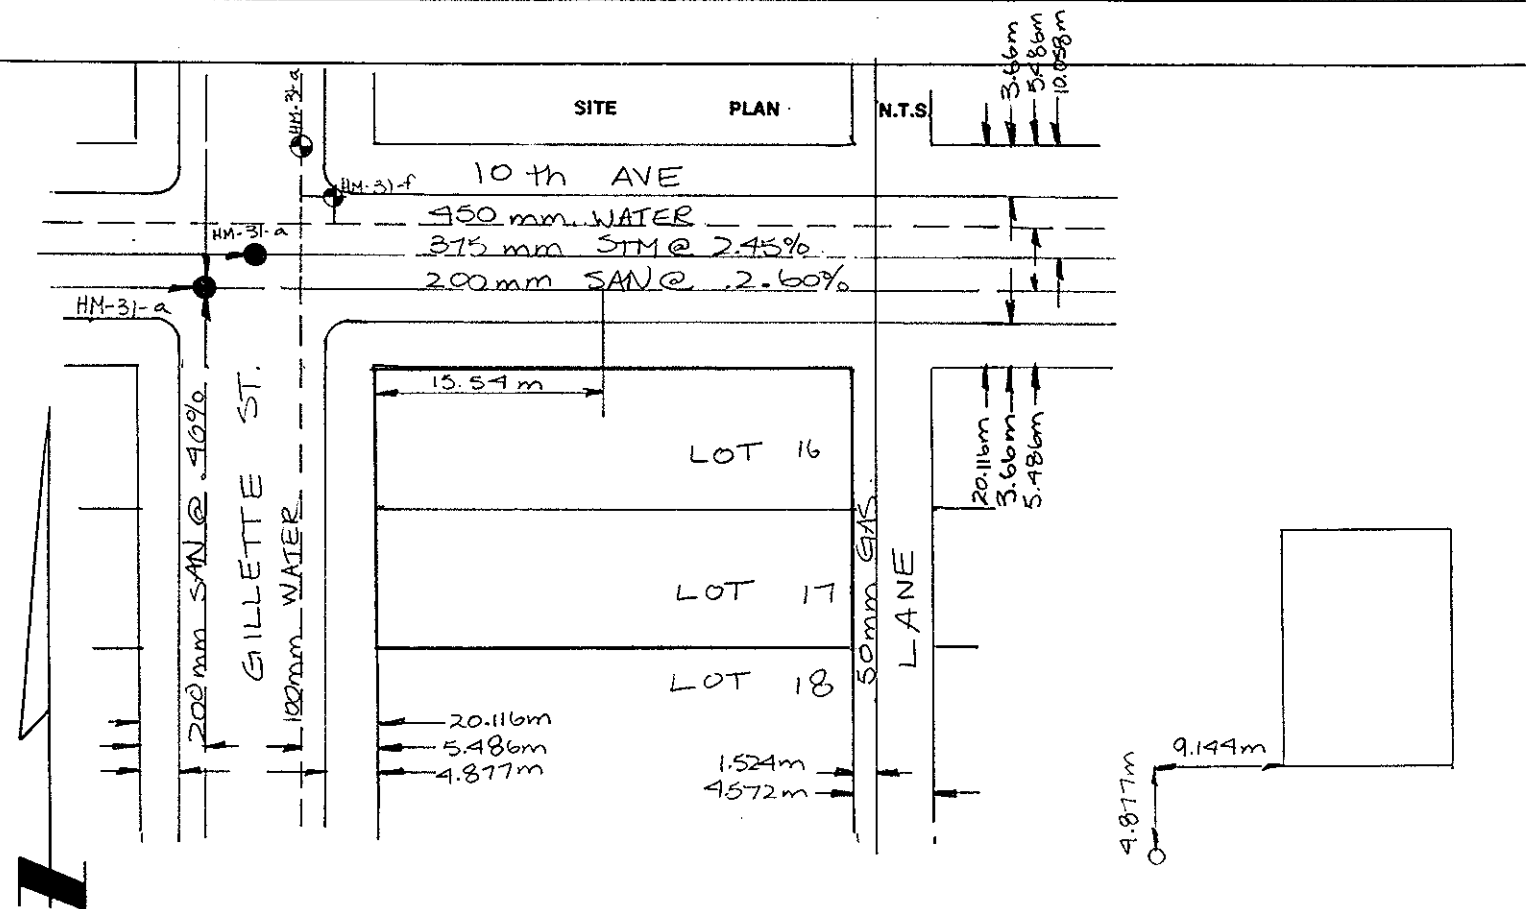 3.66m
5.486m
10.058m
SITE PLAN N.T.S.
HM-31-a
10th AVE
HM-31-f
450 mm WATER
HM-31-a
375 mm STM @ 2.45%
200mm SAN @ .2.60%
HM-31-a
15.54 m
200mm SAN @ .40%
GILLETTE ST.
100mm WATER
LOT 16
LOT 17
LOT 18
50mm GAS
LANE
20.116m
3.66m
5.486m
20.116m
5.486m
4.877m
1.524m
4.572m
9.144m
4.877m